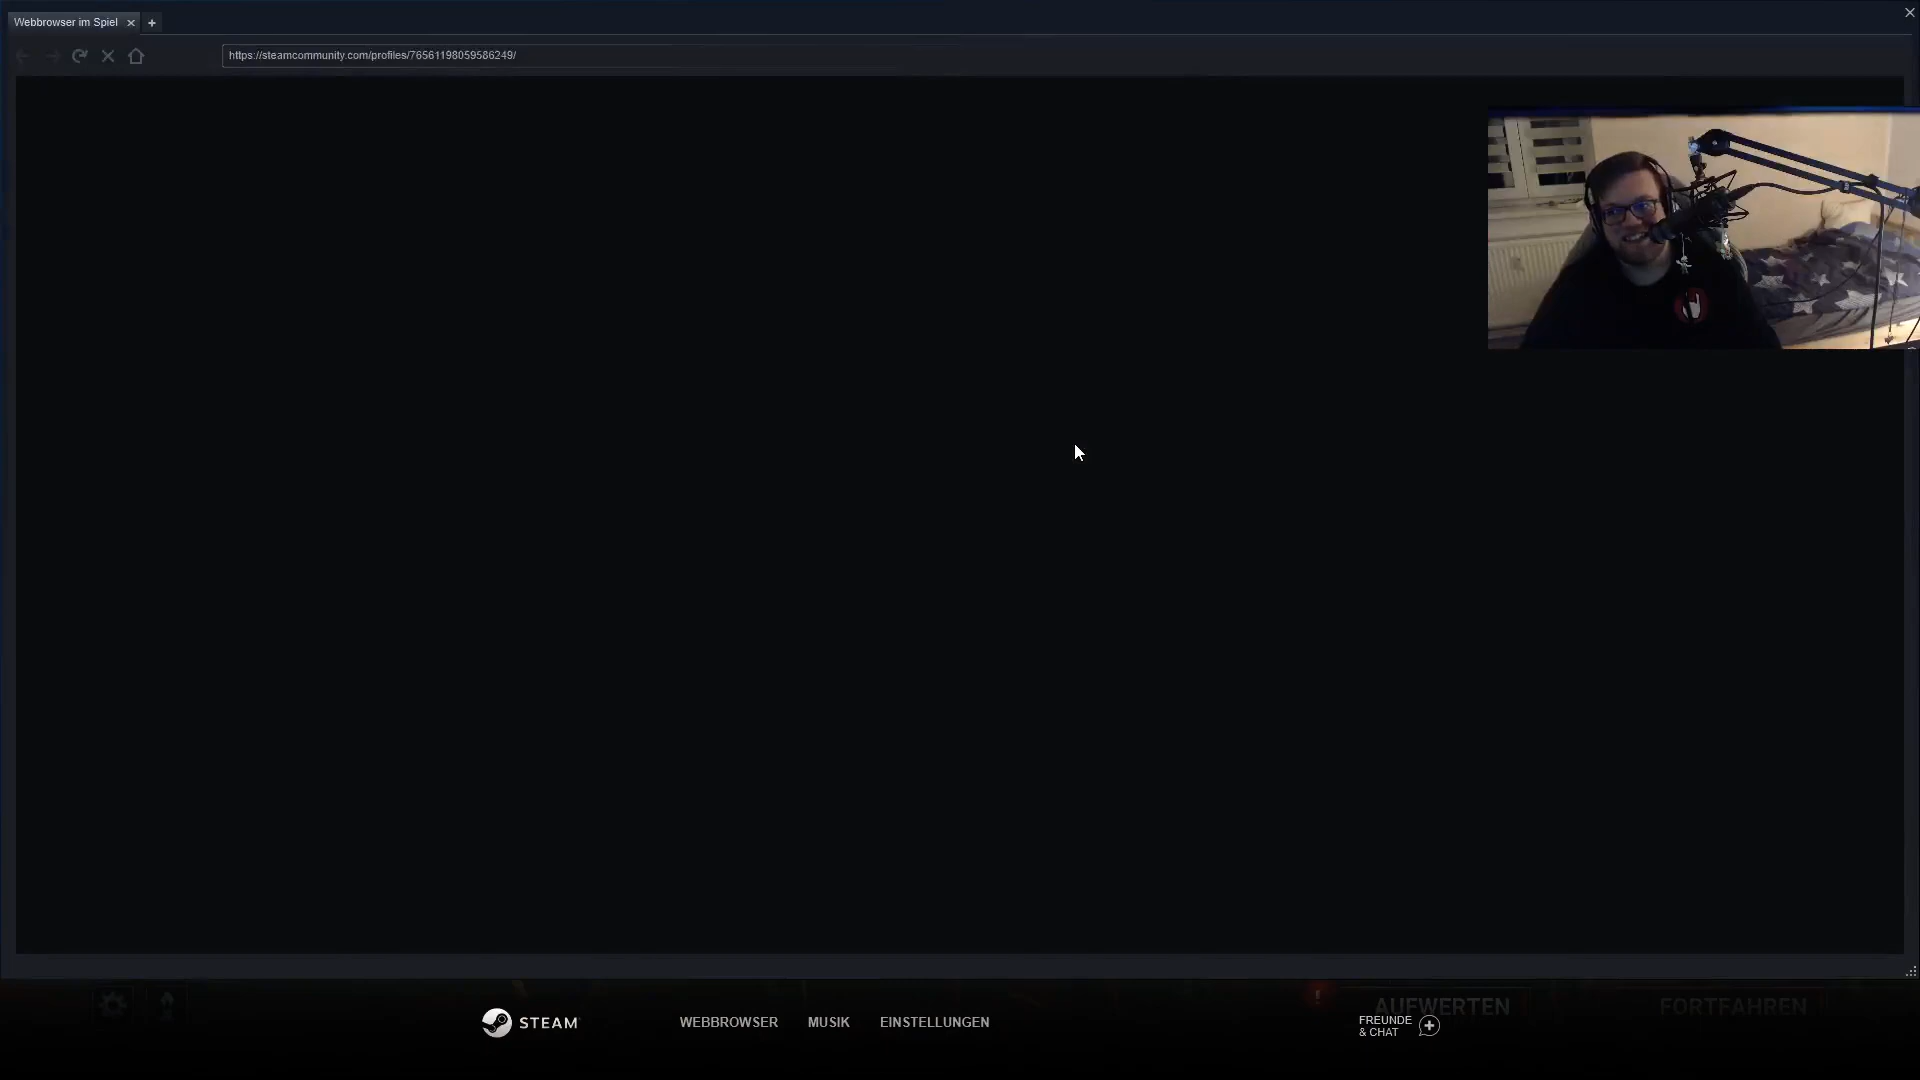 Webbrowser im Spiel
https://steamcommunity.com/profiles/76561198059586249/
AUFWERTEN
FORTFAHREN
STEAM
WEBBROWSER
MUSIK
EINSTELLUNGEN
FREUNDE
& CHAT